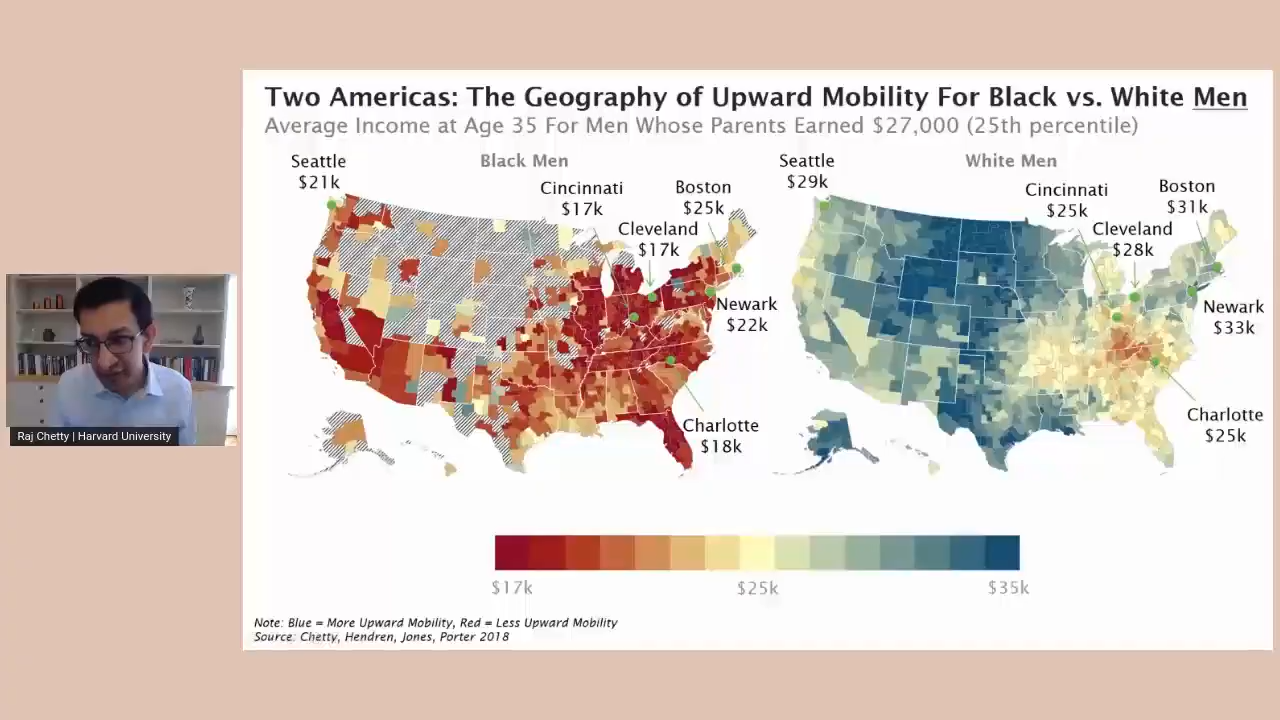 Two Americas: The Geography of Upward Mobility For Black vs. White Men
Average Income at Age 35 For Men Whose Parents Earned $27,000 (25th percentile)
Black Men
Seattle
$21k
Cincinnati
$17k
Boston
$25k
Cleveland
$17k
Newark
$22k
Charlotte
$18k
White Men
Seattle
$29k
Cincinnati
$25k
Boston
$31k
Cleveland
$28k
Newark
$33k
Charlotte
$25k
Raj Chetty | Harvard University
$17k
$25k
$35k
Note: Blue = More Upward Mobility, Red = Less Upward Mobility
Source: Chetty, Hendren, Jones, Porter 2018